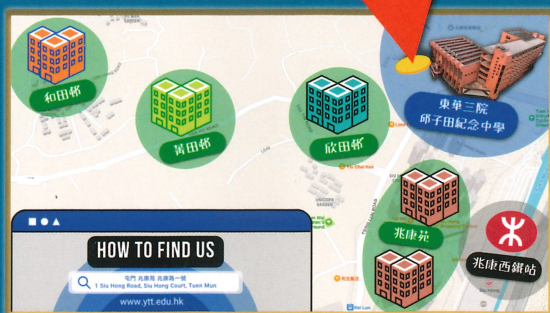 和田邨
菁田邨
欣田邨
東華三院
邱子田紀念中學
兆康苑
兆康西鐵站
HOW TO FIND US
屯門 兆康苑 兆康路一號
1 Siu Hong Road, Siu Hong Court, Tuen Mun
www.ytt.edu.hk